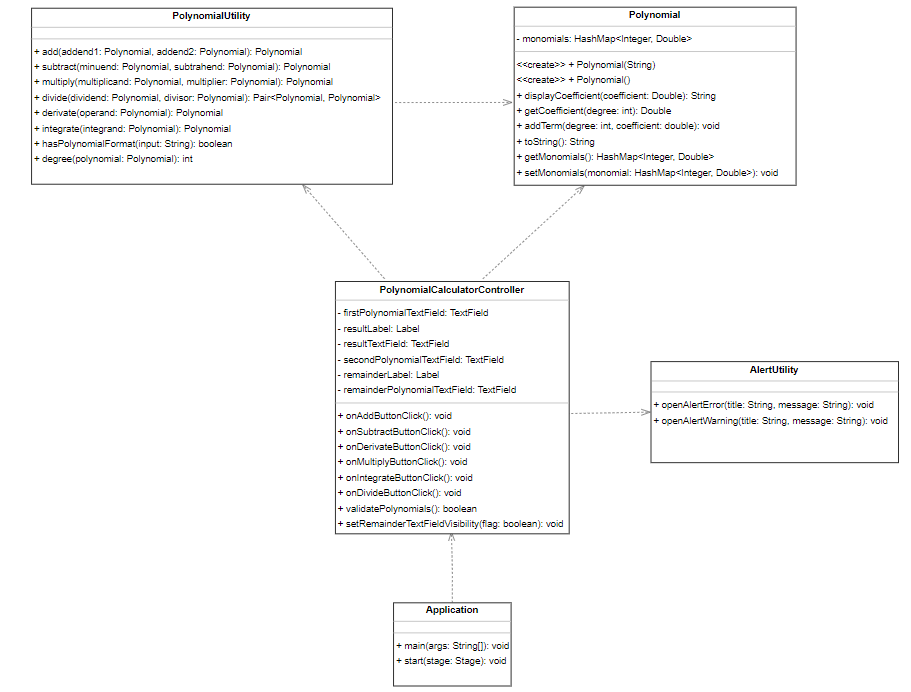 PolynomialUtility
+ add(addend1: Polynomial, addend2: Polynomial): Polynomial
+ subtract(minuend: Polynomial, subtrahend: Polynomial): Polynomial
+ multiply(multiplicand: Polynomial, multiplier: Polynomial): Polynomial
+ divide(dividend: Polynomial, divisor: Polynomial): Pair<Polynomial, Polynomial>
+ derivate(operand: Polynomial): Polynomial
+ integrate(integrand: Polynomial): Polynomial
+ hasPolynomialFormat(input: String): boolean
+ degree(polynomial: Polynomial): int
Polynomial
- monomials: HashMap<Integer, Double>
<<create>> + Polynomial(String)
<<create>> + Polynomial()
+ displayCoefficient(coefficient: Double): String
+ getCoefficient(degree: int): Double
+ addTerm(degree: int, coefficient: double): void
+ toString(): String
+ getMonomials(): HashMap<Integer, Double>
+ setMonomials(monomial: HashMap<Integer, Double>): void
PolynomialCalculatorController
- firstPolynomialTextField: TextField
- resultLabel: Label
- resultTextField: TextField
- secondPolynomialTextField: TextField
- remainderLabel: Label
- remainderPolynomialTextField: TextField
+ onAddButtonClick(): void
+ onSubtractButtonClick(): void
+ onDerivateButtonClick(): void
+ onMultiplyButtonClick(): void
+ onIntegrateButtonClick(): void
+ onDivideButtonClick(): void
+ validatePolynomials(): boolean
+ setRemainderTextFieldVisibility(flag: boolean): void
AlertUtility
+ openAlertError(title: String, message: String): void
+ openAlertWarning(title: String, message: String): void
Application
+ main(args: String[]): void
+ start(stage: Stage): void